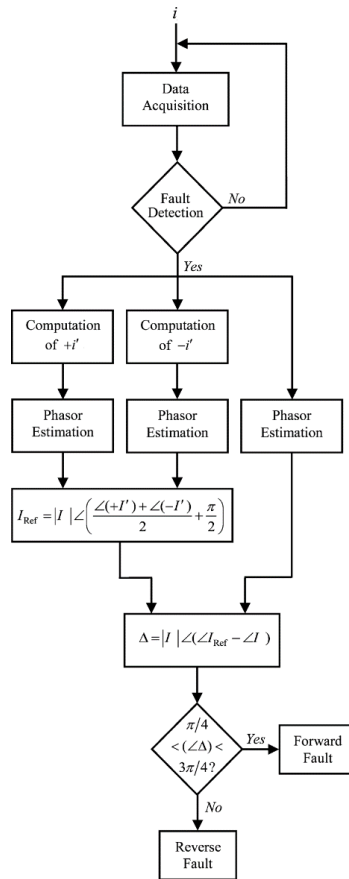 i
Data
Acquisition
Fault
Detection
No
Yes
Computation
of +i′
Computation
of −i′
Phasor
Estimation
Phasor
Estimation
Phasor
Estimation
I_Ref = |I |∠(∠(+I′)+∠(−I′)/2 + π/2)
Δ=|I |∠(∠I_Ref − ∠I )
π/4
< (∠Δ) <
3π/4?
Yes
Forward
Fault
No
Reverse
Fault